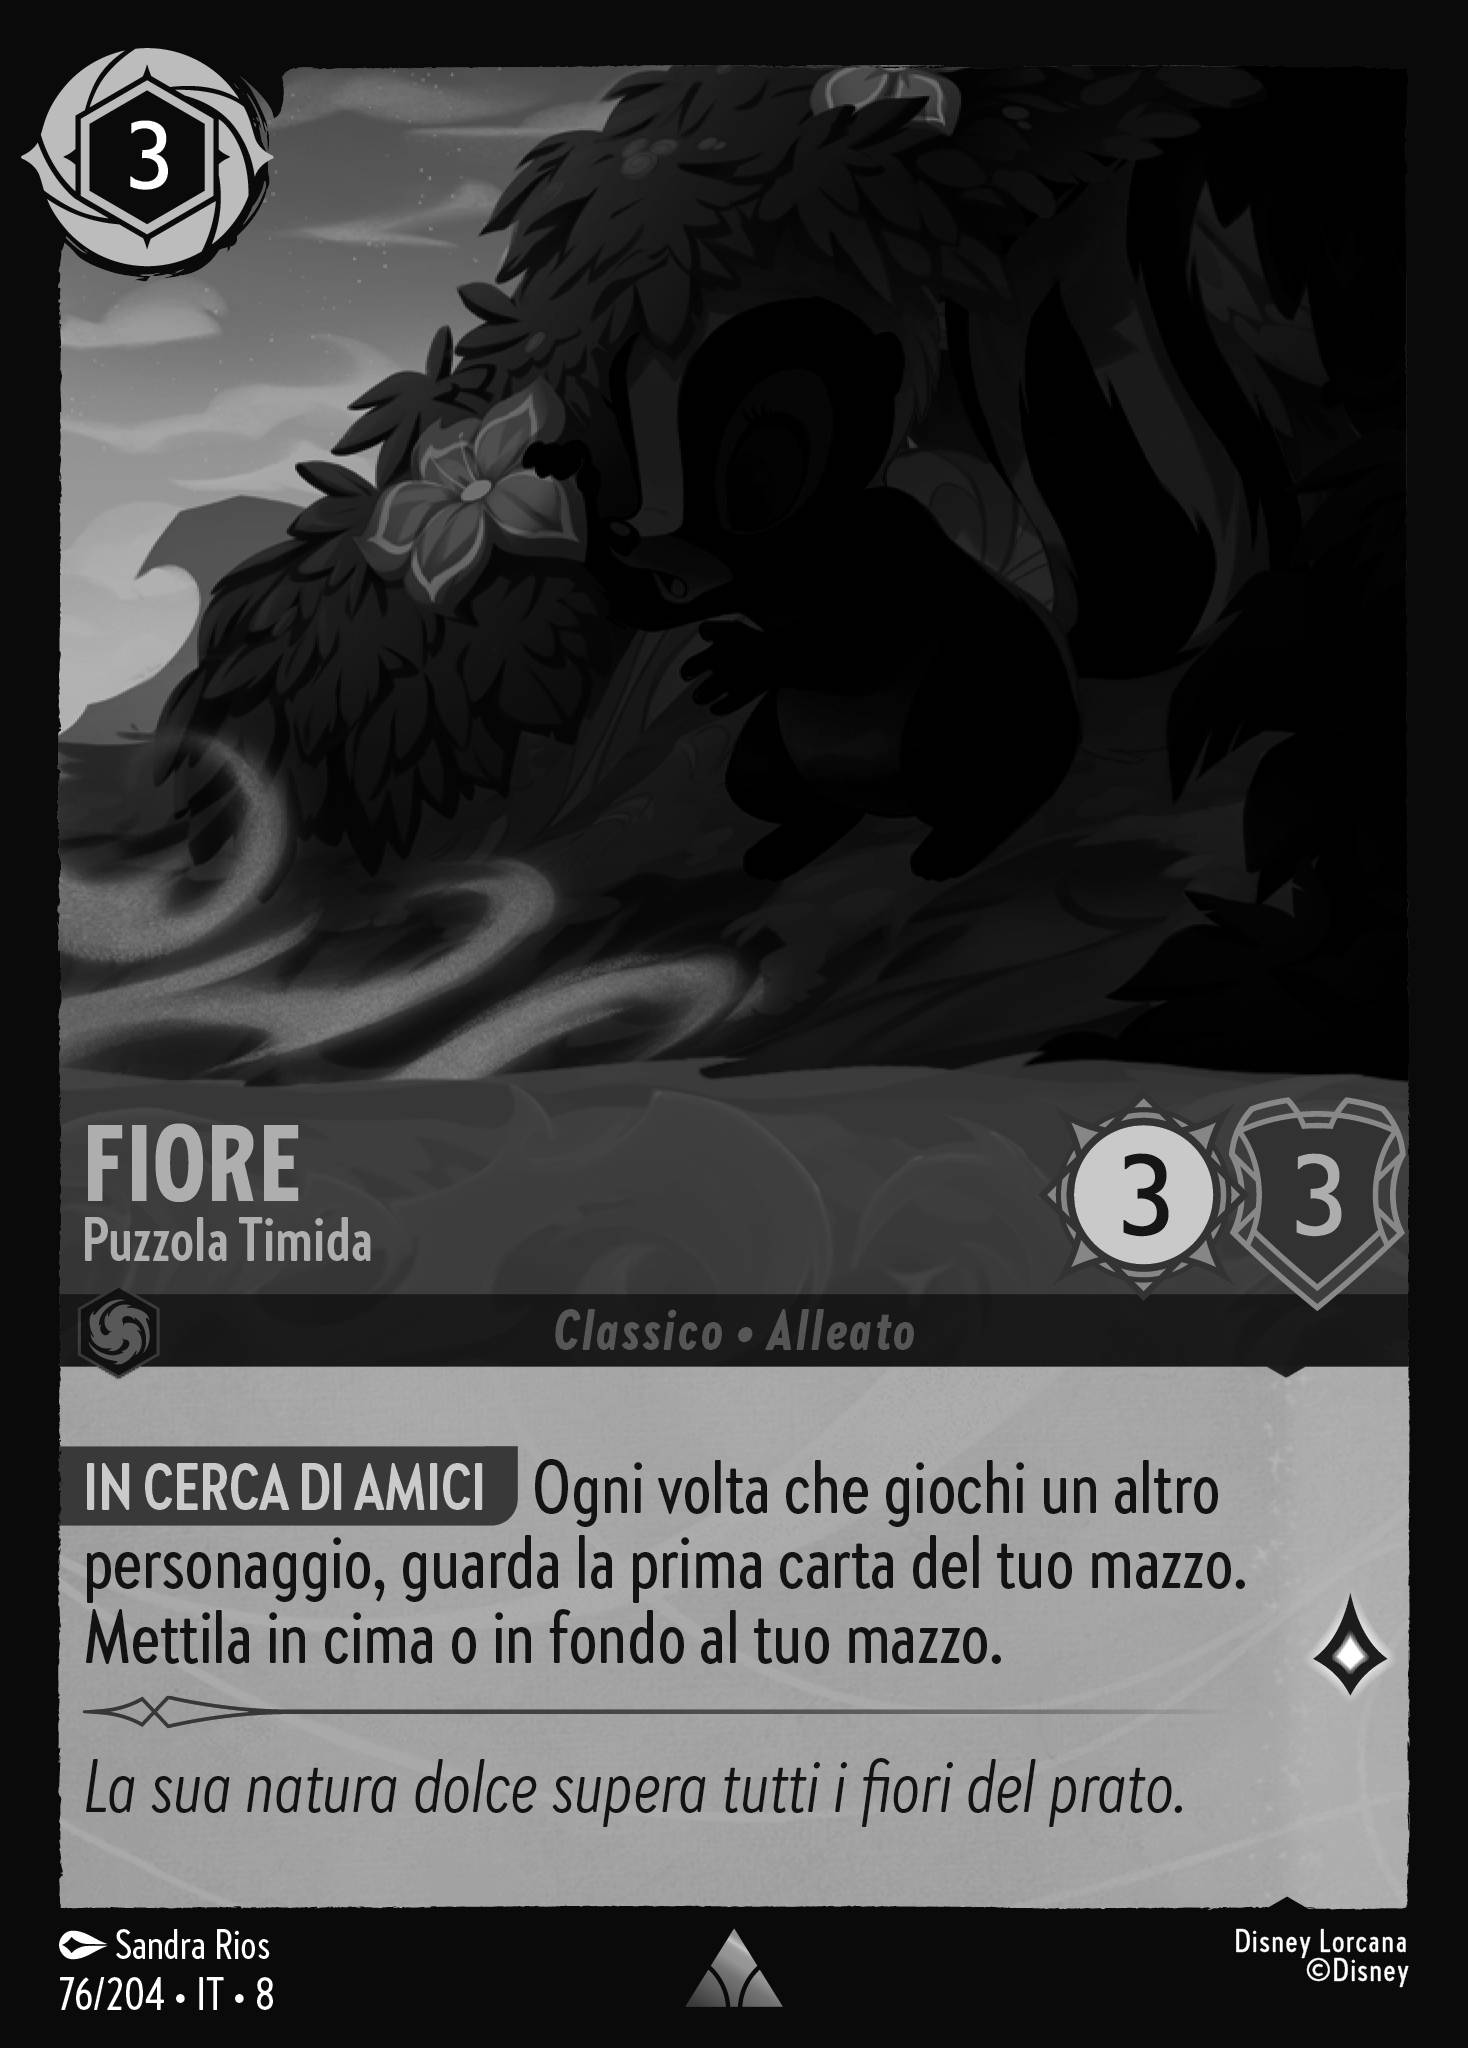 3
FIORE
Puzzola Timida
3
3
Classico • Alleato
IN CERCA DI AMICI Ogni volta che giochi un altro
personaggio, guarda la prima carta del tuo mazzo.
Mettila in cima o in fondo al tuo mazzo.
La sua natura dolce supera tutti i fiori del prato.
Sandra Rios
76/204 • IT • 8
Disney Lorcana
©Disney